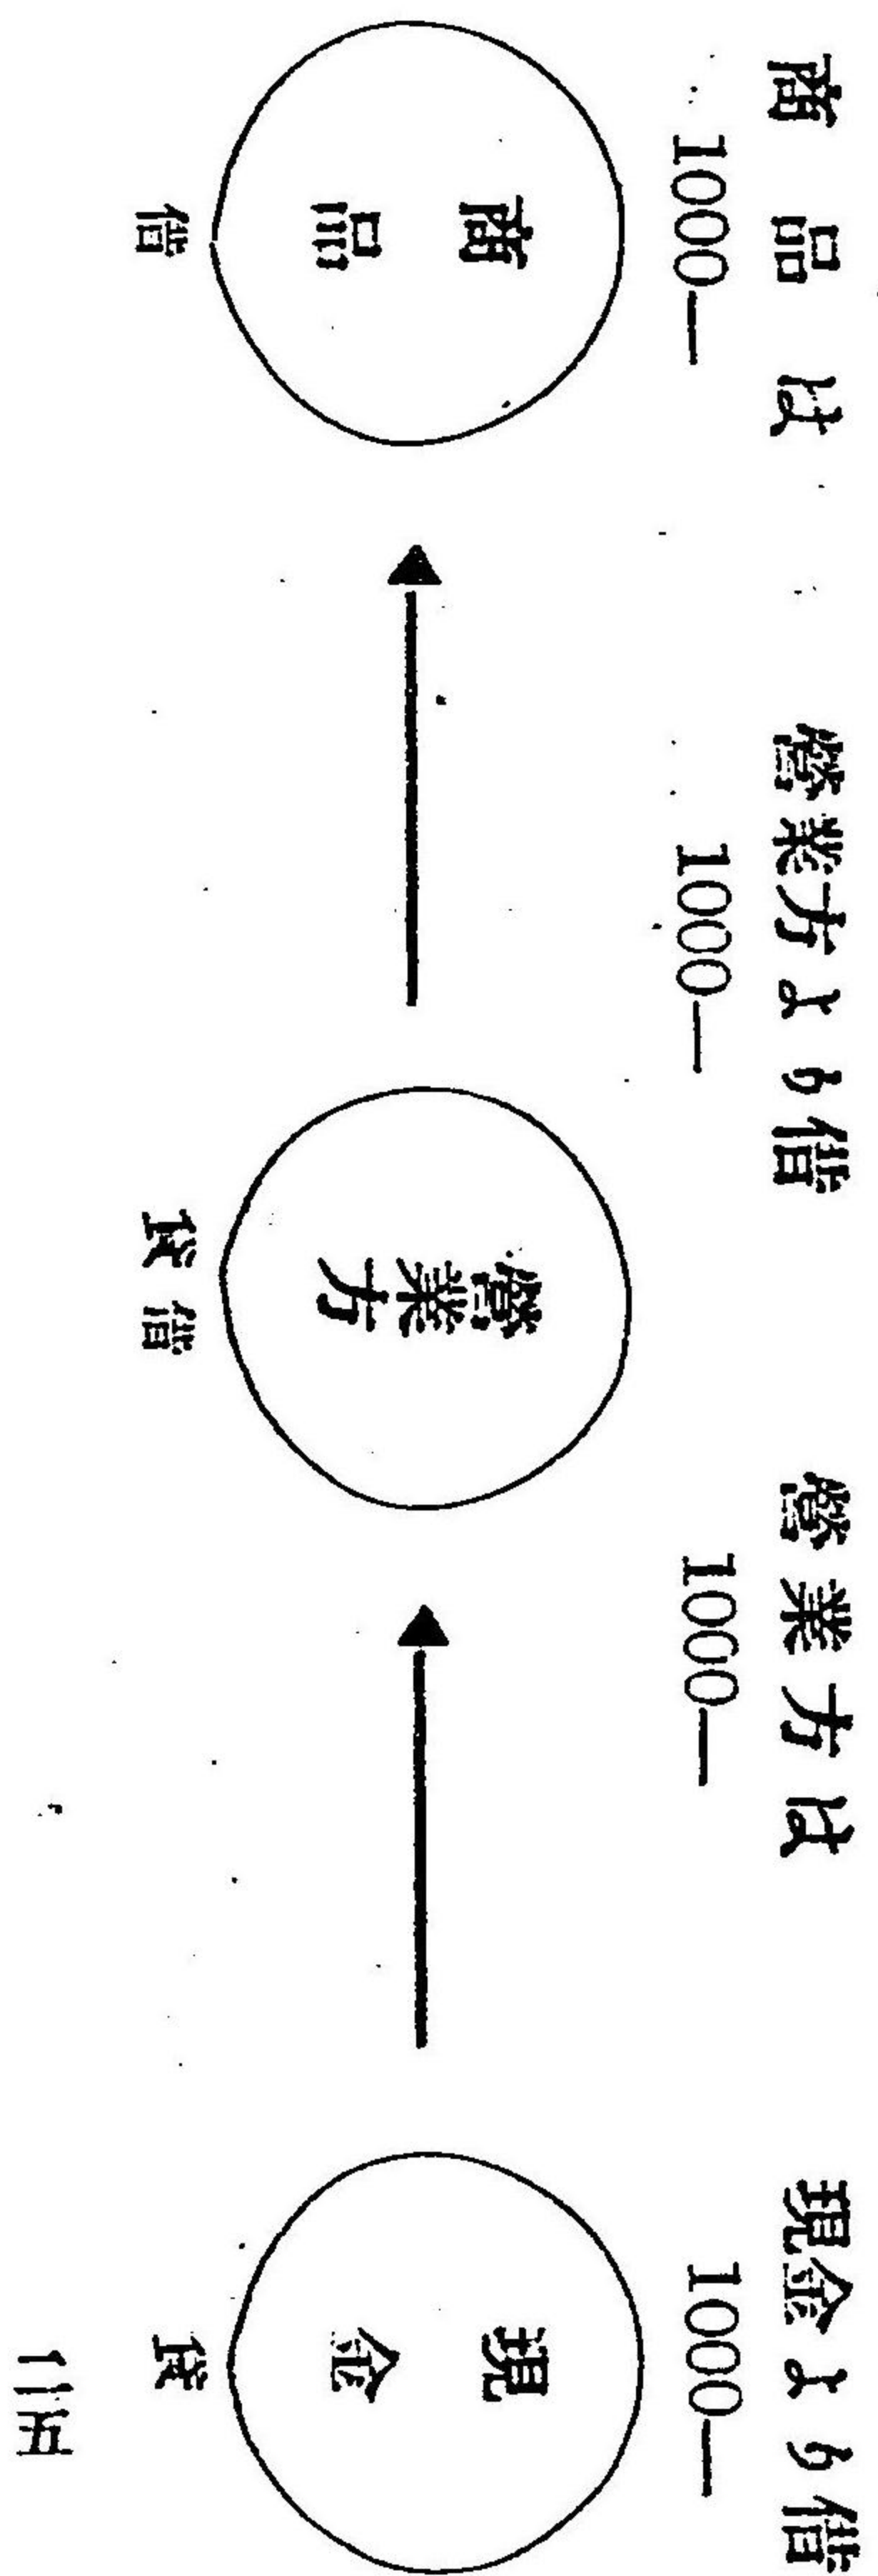 商品は 營業方より借 營業方は 現金より借
1000— 1000— 1000— 1000—
商品
營業方
現金
借 貸借 貸
二五